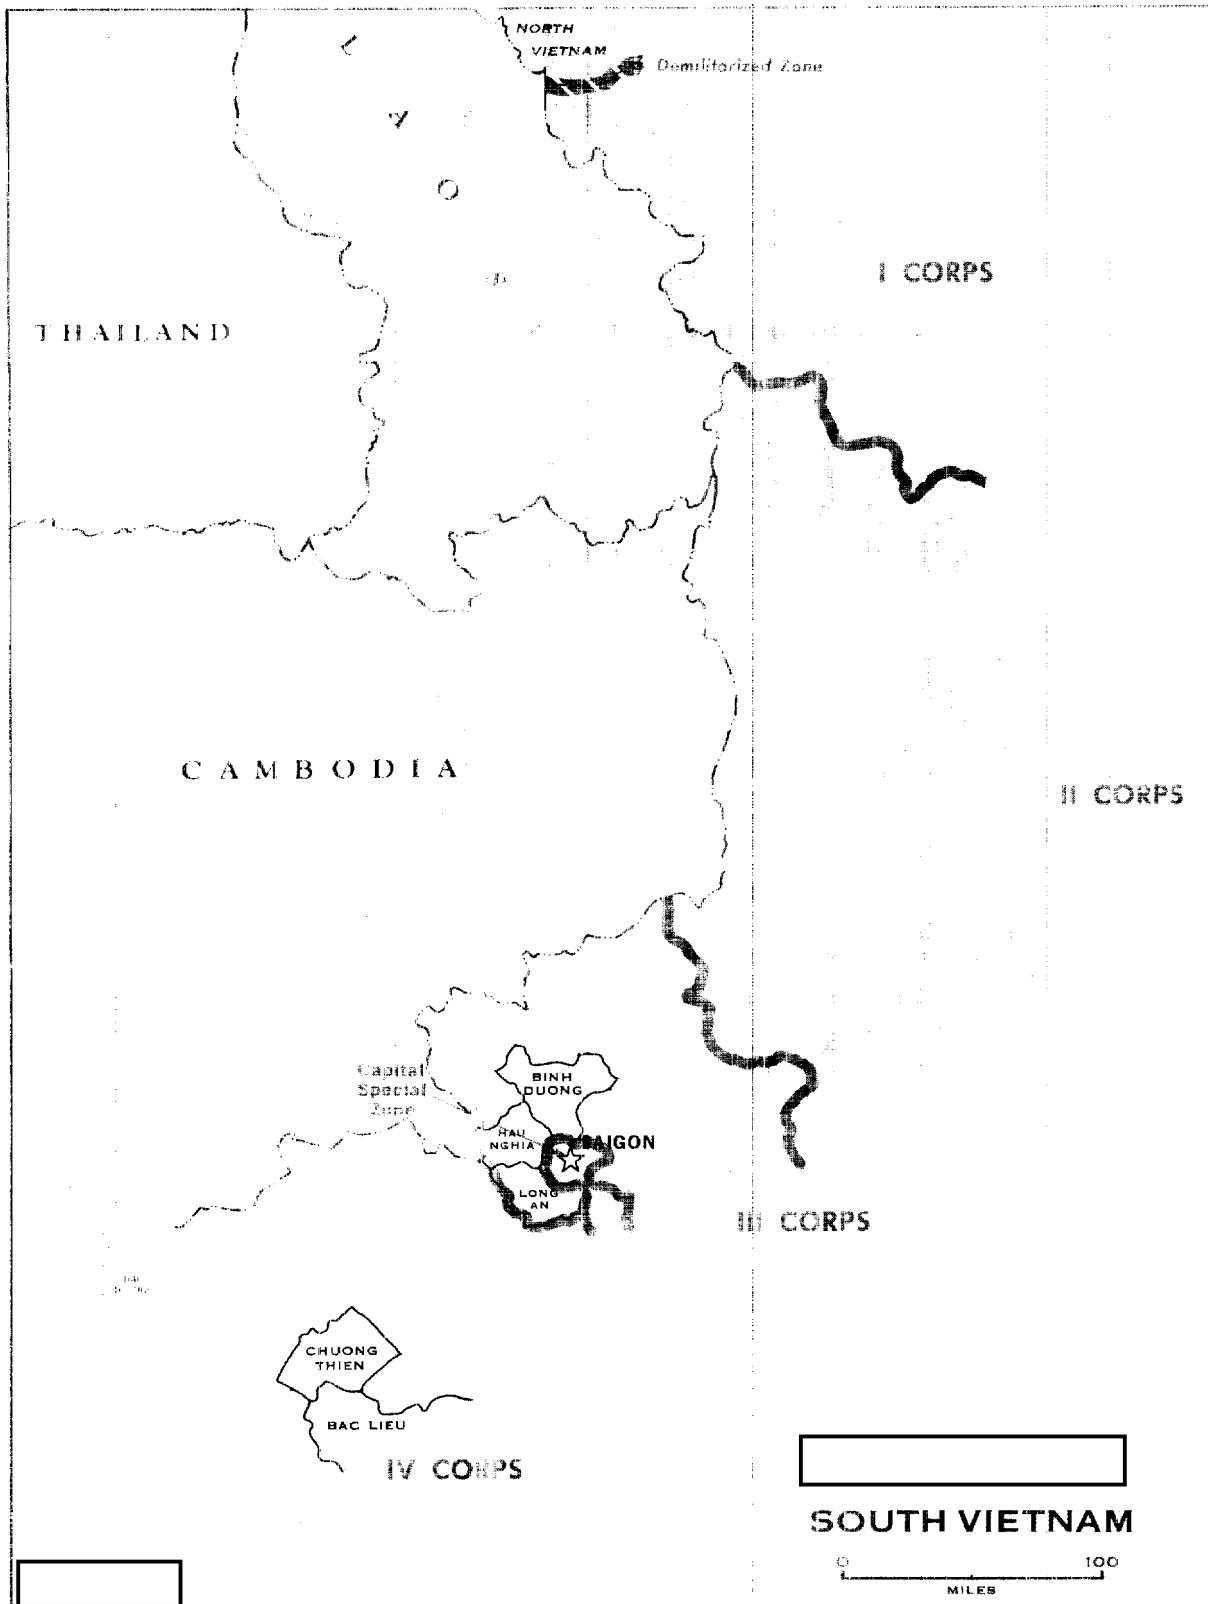 NORTH
VIETNAM
Demilitarized Zone
L
A
O
I CORPS
THAILAND
CAMBODIA
II CORPS
Capital
Special
Zone
BINH
DUONG
HAU
NGHIA
SAIGON
LONG
AN
III CORPS
CHUONG
THIEN
BAC LIEU
IV CORPS
SOUTH VIETNAM
0 100
MILES